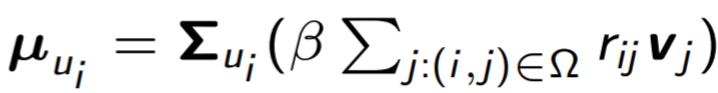 𝝁_{u_i} = 𝚺_{u_i}(β ∑_{j:(i,j)∈Ω} r_{ij}𝒗_j)